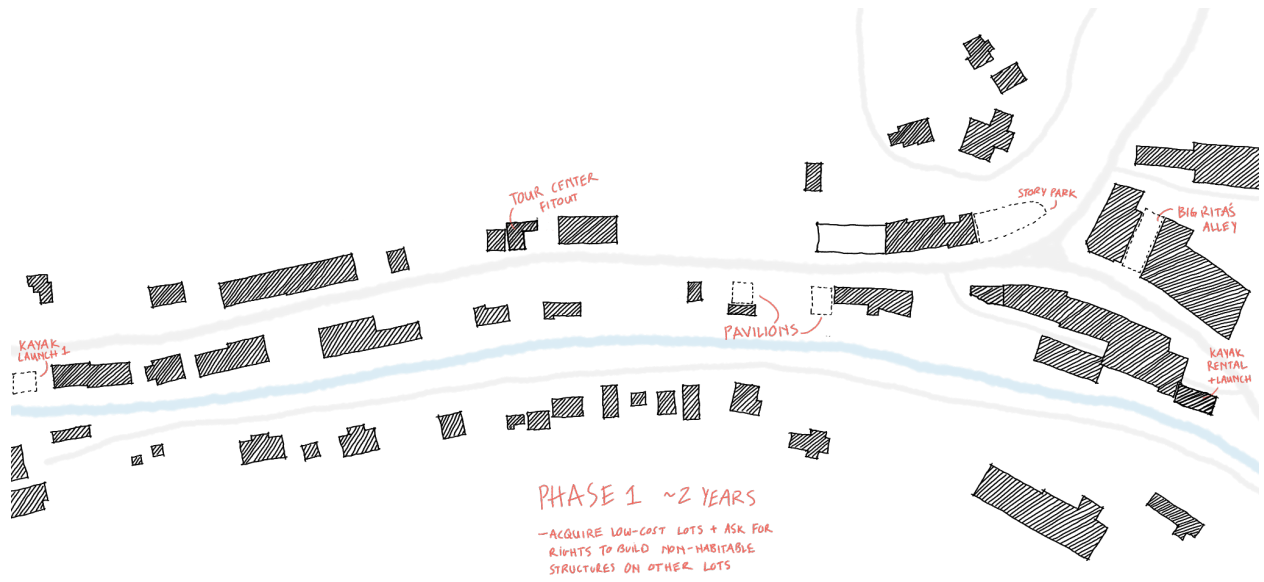 TOUR CENTER
FITOUT
STORY PARK
BIG RITA'S
ALLEY
KAYAK
LAUNCH 1
PAVILIONS
KAYAK
RENTAL
+LAUNCH
PHASE 1 ~2 YEARS
-ACQUIRE LOW-COST LOTS + ASK FOR
RIGHTS TO BUILD NON-HABITABLE
STRUCTURES ON OTHER LOTS